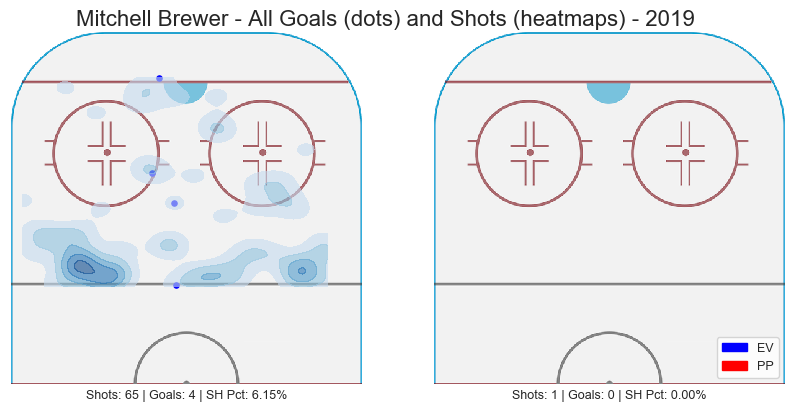 Mitchell Brewer - All Goals (dots) and Shots (heatmaps) - 2019
EV
PP
Shots: 65 | Goals: 4 | SH Pct: 6.15%
Shots: 1 | Goals: 0 | SH Pct: 0.00%